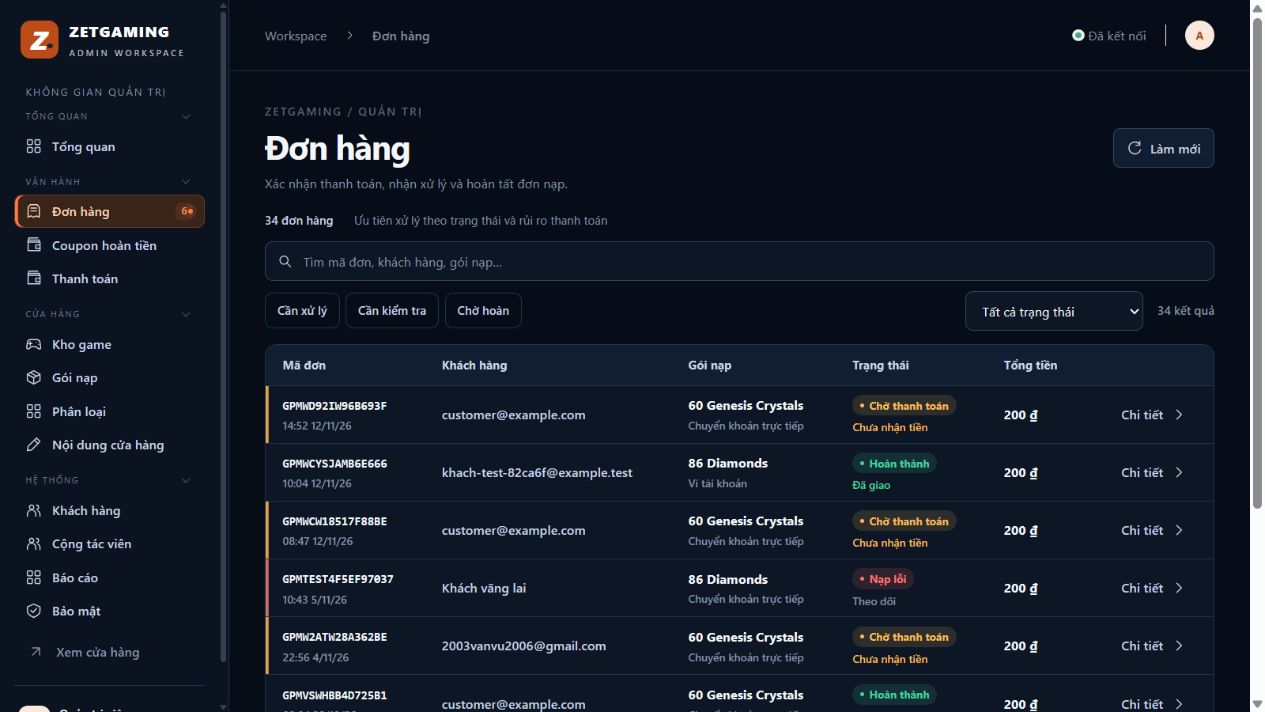 ZETGAMING
ADMIN WORKSPACE
KHÔNG GIAN QUẢN TRỊ
TỔNG QUAN
Tổng quan
VẬN HÀNH
Đơn hàng
6
Coupon hoàn tiền
Thanh toán
CỬA HÀNG
Kho game
Gói nạp
Phân loại
Nội dung cửa hàng
HỆ THỐNG
Khách hàng
Cộng tác viên
Báo cáo
Bảo mật
Xem cửa hàng
Workspace > Đơn hàng
Đã kết nối
A
ZETGAMING / QUẢN TRỊ
Đơn hàng
Làm mới
Xác nhận thanh toán, nhận xử lý và hoàn tất đơn nạp.
34 đơn hàng Ưu tiên xử lý theo trạng thái và rủi ro thanh toán
Tìm mã đơn, khách hàng, gói nạp...
Cần xử lý Cần kiểm tra Chờ hoàn Tất cả trạng thái 34 kết quả
Mã đơn Khách hàng Gói nạp Trạng thái Tổng tiền
GPMWD92IW96B693F
14:52 12/11/26
customer@example.com
60 Genesis Crystals
Chuyển khoản trực tiếp
Chờ thanh toán
Chưa nhận tiền
200 ₫
Chi tiết
GPMWCYSJAMB6E666
10:04 12/11/26
khach-test-82ca6f@example.test
86 Diamonds
Ví tài khoản
Hoàn thành
Đã giao
200 ₫
Chi tiết
GPMWCW18517F88BE
08:47 12/11/26
customer@example.com
60 Genesis Crystals
Chuyển khoản trực tiếp
Chờ thanh toán
Chưa nhận tiền
200 ₫
Chi tiết
GPMTEST4F5EF97037
10:43 5/11/26
Khách vãng lai
86 Diamonds
Chuyển khoản trực tiếp
Nạp lỗi
Theo dõi
200 ₫
Chi tiết
GPMW2ATW28A362BE
22:56 4/11/26
2003vanvu2006@gmail.com
60 Genesis Crystals
Chuyển khoản trực tiếp
Chờ thanh toán
Chưa nhận tiền
200 ₫
Chi tiết
GPMVSWHBB4D725B1
customer@example.com
60 Genesis Crystals
Hoàn thành
200 ₫
Chi tiết